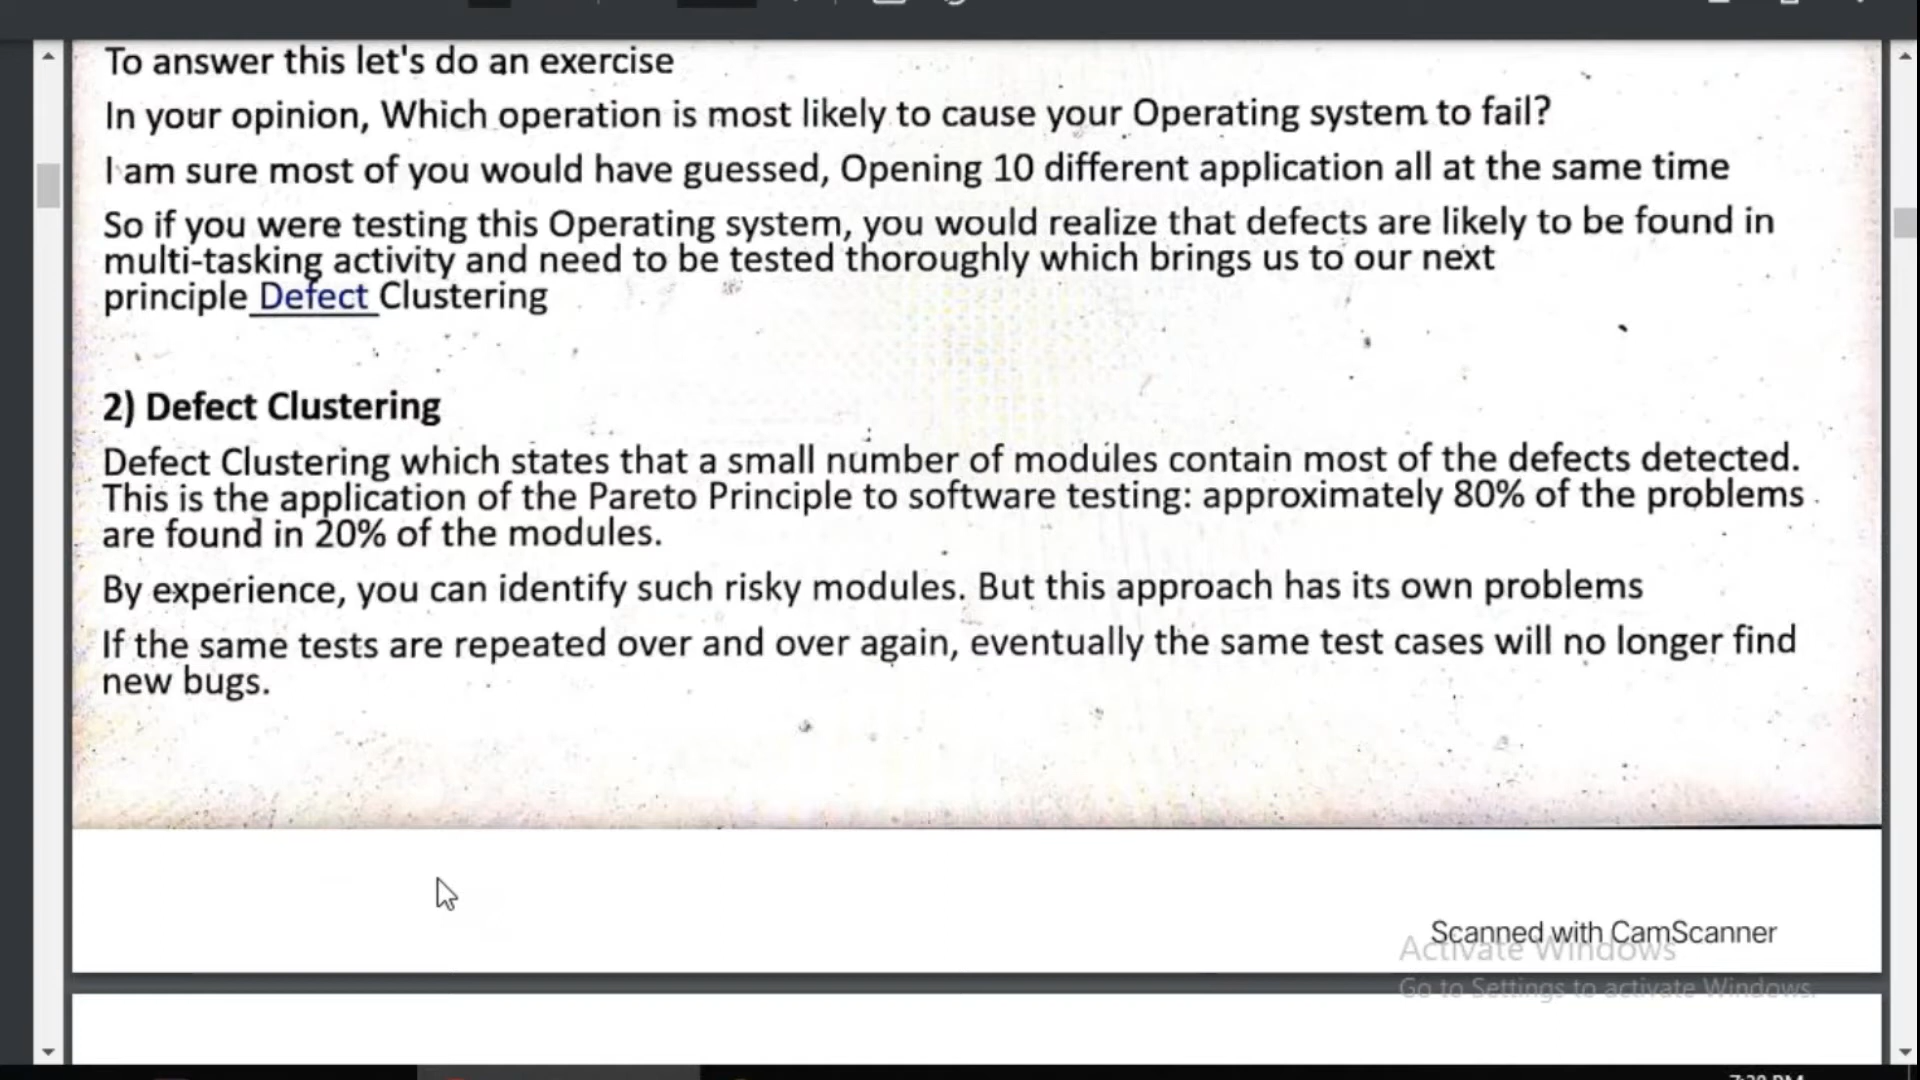 To answer this let's do an exercise
In your opinion, Which operation is most likely to cause your Operating system to fail?
I am sure most of you would have guessed, Opening 10 different application all at the same time
So if you were testing this Operating system, you would realize that defects are likely to be found in
multi-tasking activity and need to be tested thoroughly which brings us to our next
principle Defect Clustering
2) Defect Clustering
Defect Clustering which states that a small number of modules contain most of the defects detected.
This is the application of the Pareto Principle to software testing: approximately 80% of the problems
are found in 20% of the modules.
By experience, you can identify such risky modules. But this approach has its own problems
If the same tests are repeated over and over again, eventually the same test cases will no longer find
new bugs.
Scanned with CamScanner
Activate Windows
Go to Settings to activate Windows.